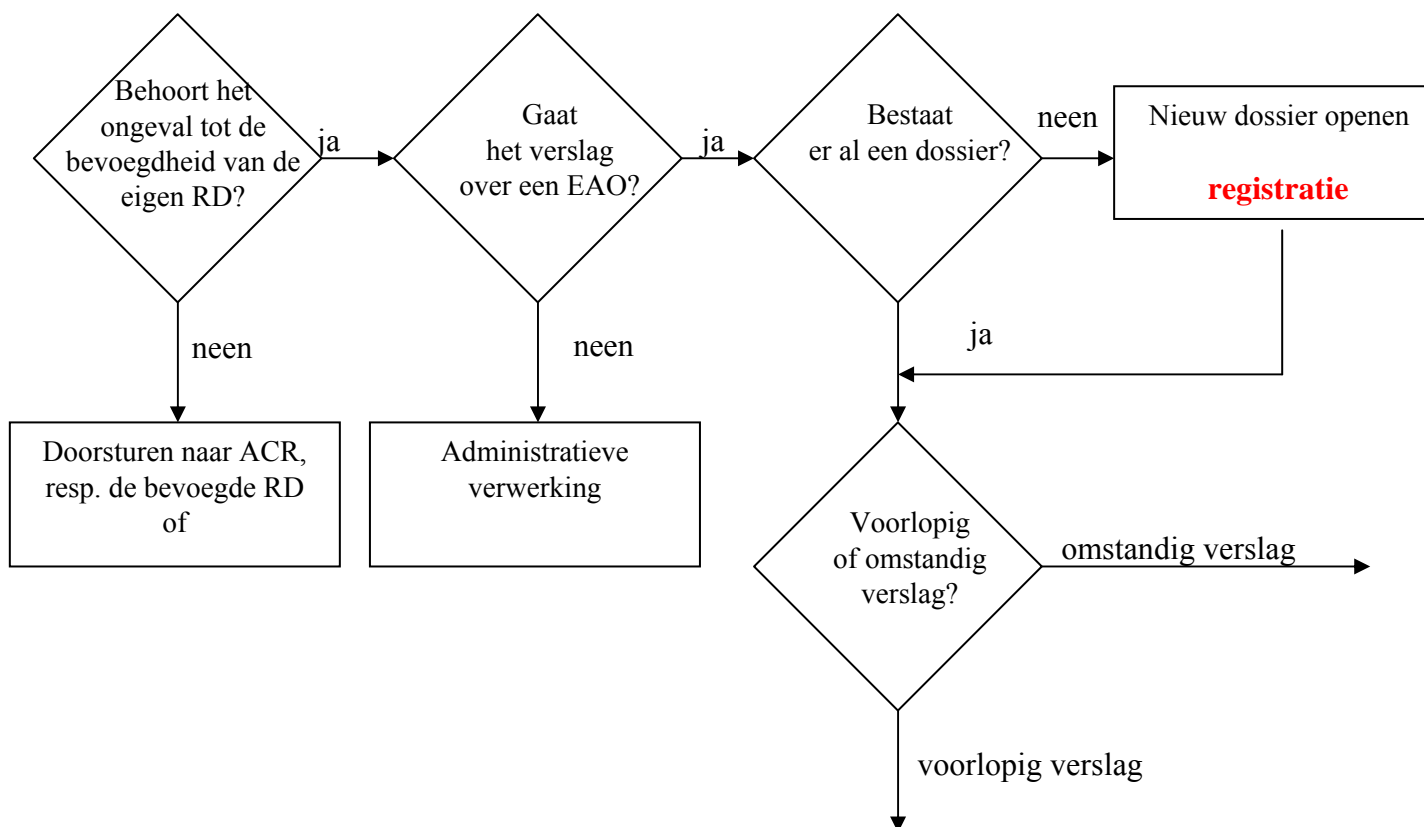 Behoort het
ongeval tot de
bevoegdheid van de
eigen RD?
ja
Gaat
het verslag
over een EAO?
ja
Bestaat
er al een dossier?
neen
Nieuw dossier openen
registratie
neen
neen
ja
Doorsturen naar ACR,
resp. de bevoegde RD
of
Administratieve
verwerking
Voorlopig
of omstandig
verslag?
omstandig verslag
voorlopig verslag